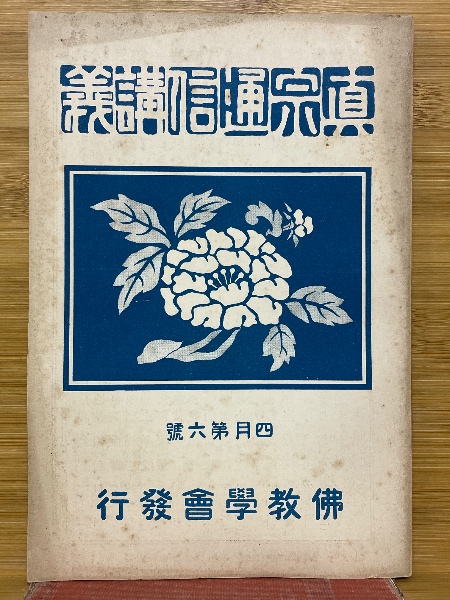 眞宗通信講義
四月第六號
佛教學會發行